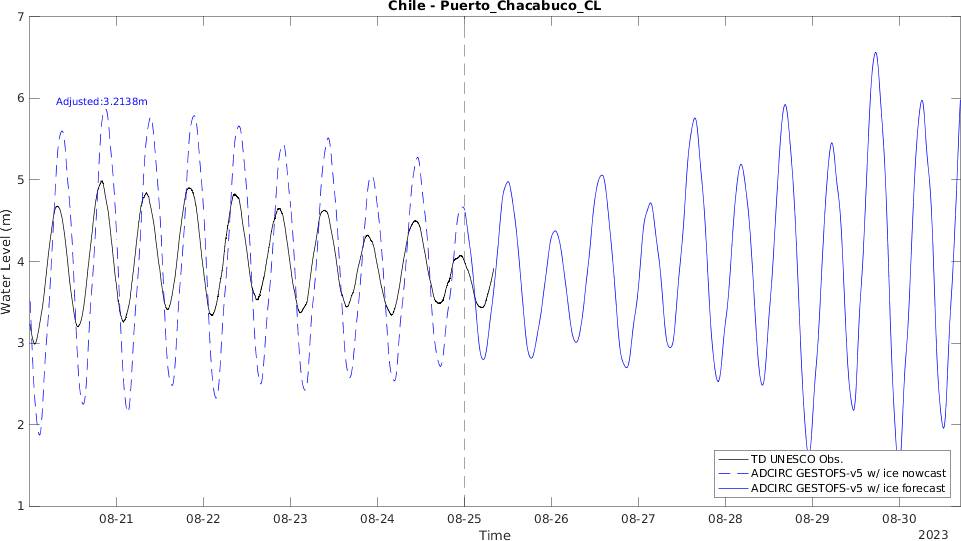 Chile - Puerto_Chacabuco_CL
7
6
5
4
3
2
1
Water Level (m)
Adjusted:3.2138m
TD UNESCO Obs.
ADCIRC GESTOFS-v5 w/ ice nowcast
ADCIRC GESTOFS-v5 w/ ice forecast
08-21 08-22 08-23 08-24 08-25 08-26 08-27 08-28 08-29 08-30
Time
2023